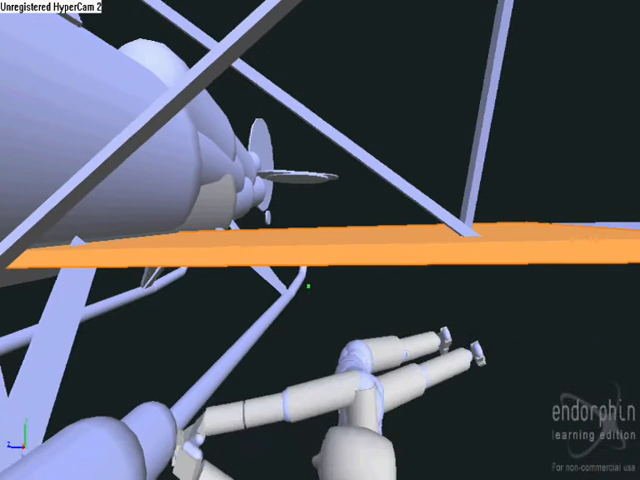 Unregistered HyperCam 2
endorphin
learning edition
For non-commercial use